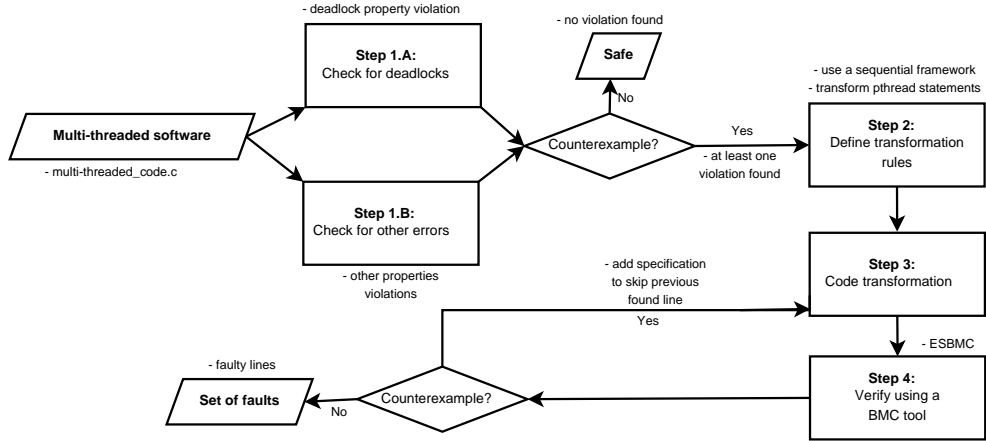 - deadlock property violation
Step 1.A:
Check for deadlocks
- no violation found
Safe
No
- use a sequential framework
- transform pthread statements
Multi-threaded software
- multi-threaded_code.c
Counterexample?
Yes
- at least one
violation found
Step 2:
Define transformation
rules
Step 1.B:
Check for other errors
- other properties
violations
- add specification
to skip previous
found line
Yes
Step 3:
Code transformation
- ESBMC
- faulty lines
Set of faults
No
Counterexample?
Step 4:
Verify using a
BMC tool